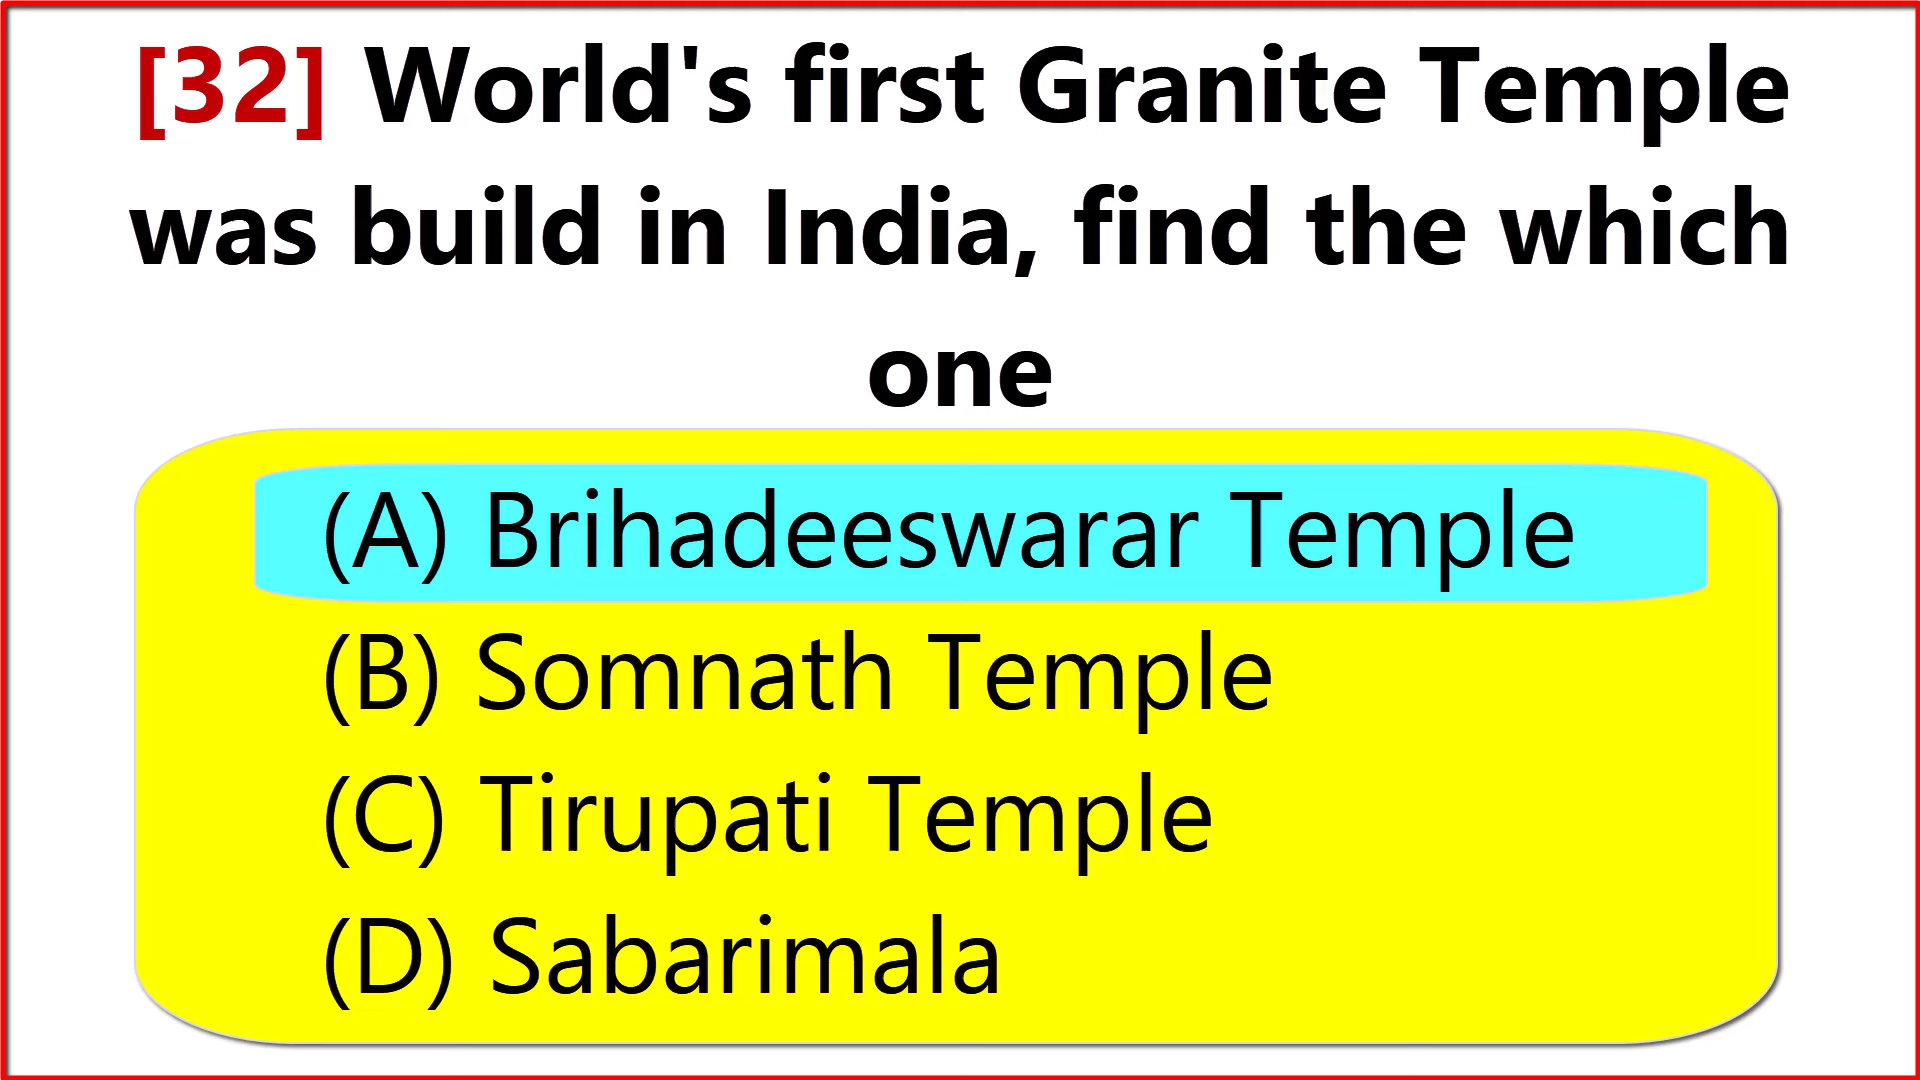 [32] World's first Granite Temple
was build in India, find the which
one
(A) Brihadeeswarar Temple
(B) Somnath Temple
(C) Tirupati Temple
(D) Sabarimala